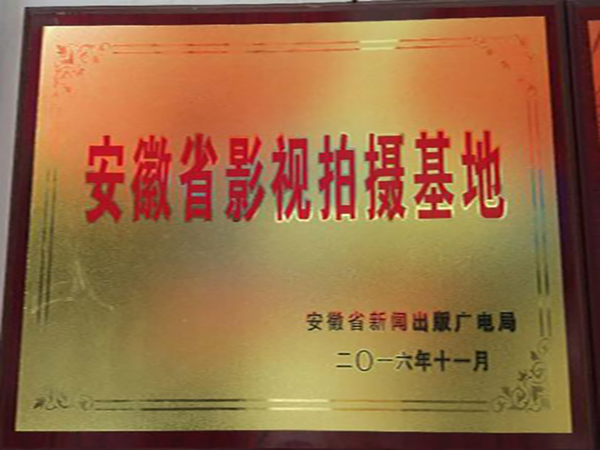 安徽省影视拍摄基地
安徽省新闻出版广电局
二〇一六年十一月